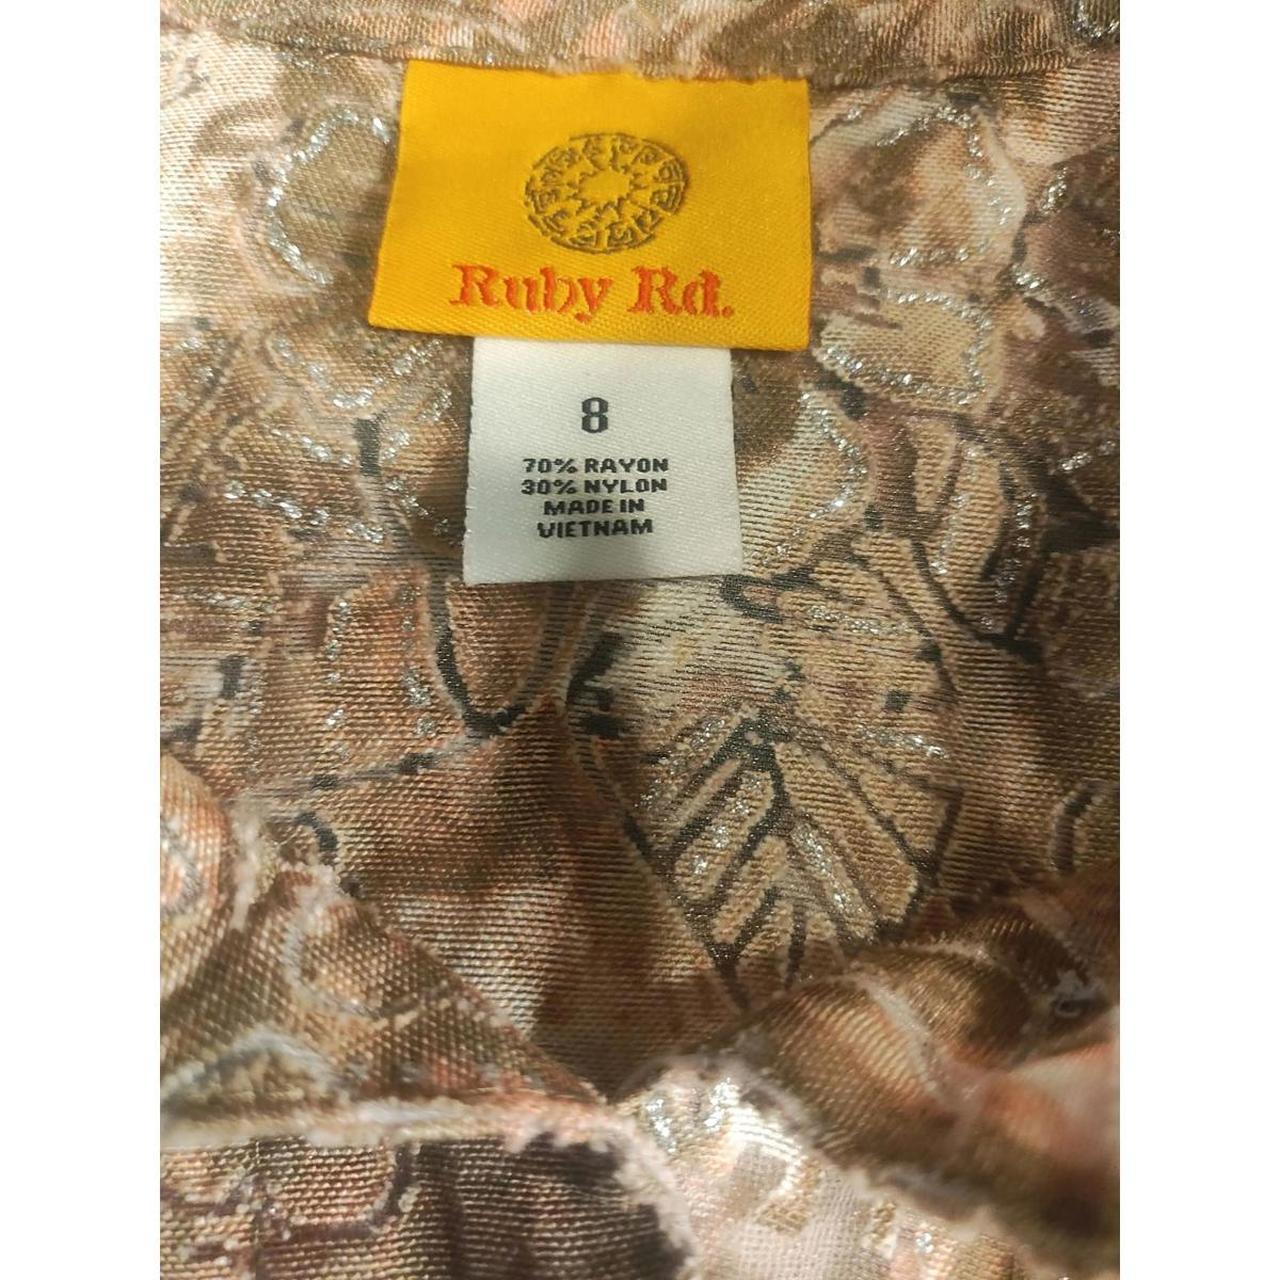 Ruby Rd.
8
70% RAYON
30% NYLON
MADE IN
VIETNAM